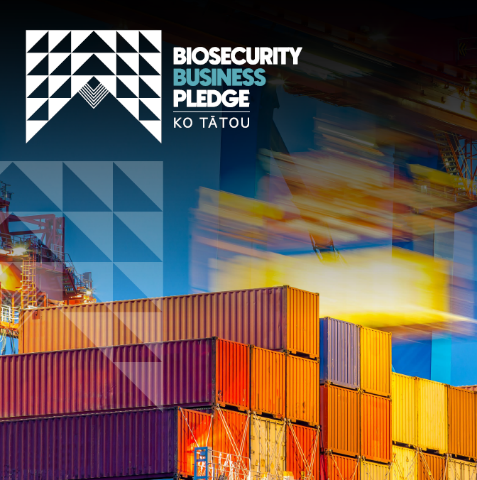 BIOSECURITY
BUSINESS
PLEDGE
KO TĀTOU